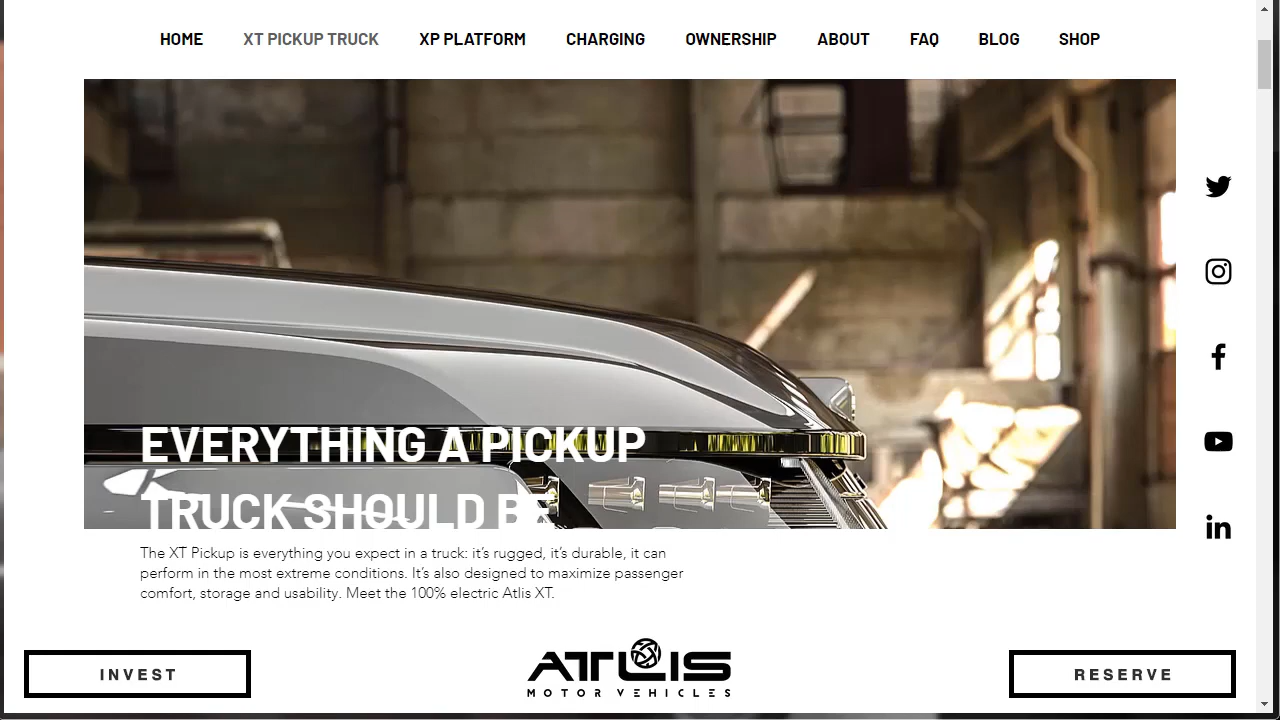 HOME XT PICKUP TRUCK XP PLATFORM CHARGING OWNERSHIP ABOUT FAQ BLOG SHOP
EVERYTHING A PICKUP
TRUCK SHOULD BE
The XT Pickup is everything you expect in a truck: it’s rugged, it’s durable, it can
perform in the most extreme conditions. It’s also designed to maximize passenger
comfort, storage and usability. Meet the 100% electric Atlis XT.
INVEST
ATLIS
MOTOR VEHICLES
RESERVE